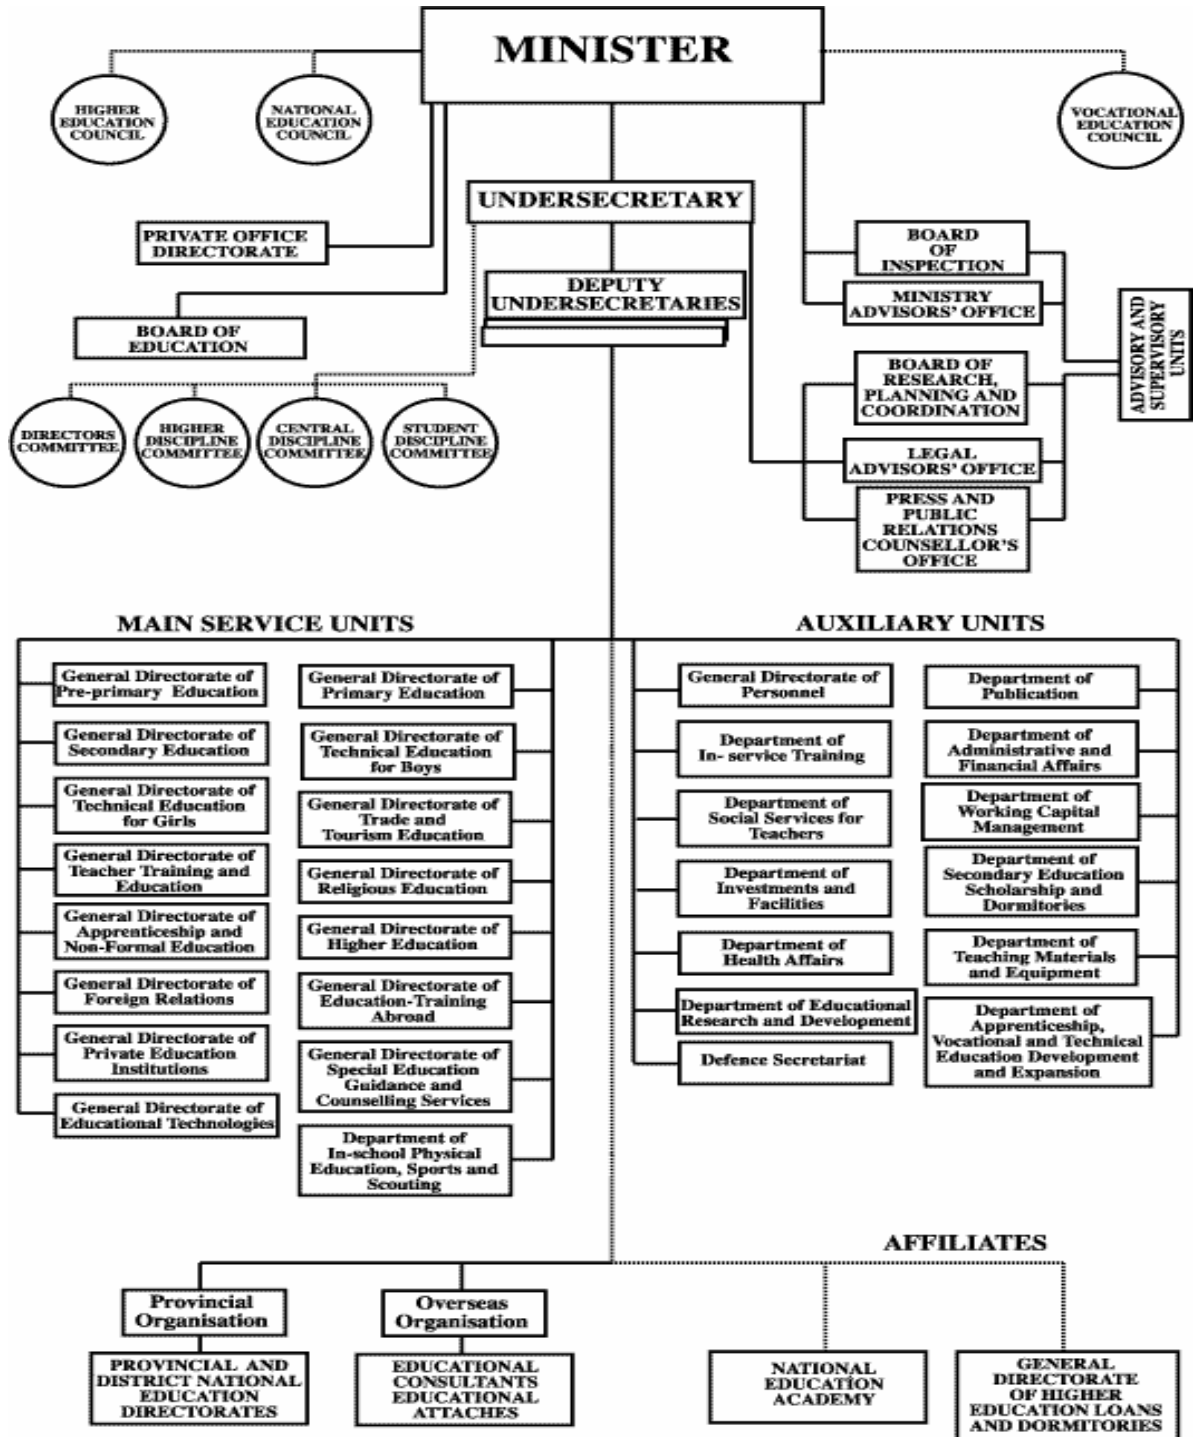 MINISTER
HIGHER
EDUCATION
COUNCIL
NATIONAL
EDUCATION
COUNCIL
VOCATIONAL
EDUCATION
COUNCIL
UNDERSECRETARY
PRIVATE OFFICE
DIRECTORATE
BOARD
OF
INSPECTION
DEPUTY
UNDERSECRETARIES
MINISTRY
ADVISORS' OFFICE
ADVISORY AND
SUPERVISORY
UNITS
BOARD OF
EDUCATION
BOARD OF
RESEARCH,
PLANNING AND
COORDINATION
DIRECTORS
COMMITTEE
HIGHER
DISCIPLINE
COMMITTEE
CENTRAL
DISCIPLINE
COMMITTEE
STUDENT
DISCIPLINE
COMMITTEE
LEGAL
ADVISORS' OFFICE
PRESS AND
PUBLIC
RELATIONS
COUNSELLOR'S
OFFICE
MAIN SERVICE UNITS
General Directorate of
Pre-primary Education
General Directorate of
Primary Education
General Directorate of
Secondary Education
General Directorate of
Technical Education
for Boys
General Directorate of
Technical Education
for Girls
General Directorate of
Trade and
Tourism Education
General Directorate of
Teacher Training and
Education
General Directorate of
Religious Education
General Directorate of
Apprenticeship and
Non-Formal Education
General Directorate of
Higher Education
General Directorate of
Foreign Relations
General Directorate of
Education-Training
Abroad
General Directorate of
Private Education
Institutions
General Directorate of
Special Education
Guidance and
Counselling Services
General Directorate of
Educational Technologies
Department of
In-school Physical
Education, Sports and
Scouting
AUXILIARY UNITS
General Directorate of
Personnel
Department of
Publication
Department of
In- service Training
Department of
Administrative and
Financial Affairs
Department of
Social Services for
Teachers
Department of
Working Capital
Management
Department of
Investments and
Facilities
Department of
Secondary Education
Scholarship and
Dormitories
Department of
Health Affairs
Department of
Teaching Materials
and Equipment
Department of Educational
Research and Development
Department of
Apprenticeship,
Vocational and Technical
Education Development
and Expansion
Defence Secretariat
AFFILIATES
Provincial
Organisation
Overseas
Organisation
PROVINCIAL AND
DISTRICT NATIONAL
EDUCATION
DIRECTORATES
EDUCATIONAL
CONSULTANTS
EDUCATIONAL
ATTACHES
NATIONAL
EDUCATİON
ACADEMY
GENERAL
DIRECTORATE
OF HIGHER
EDUCATION LOANS
AND DORMITORIES